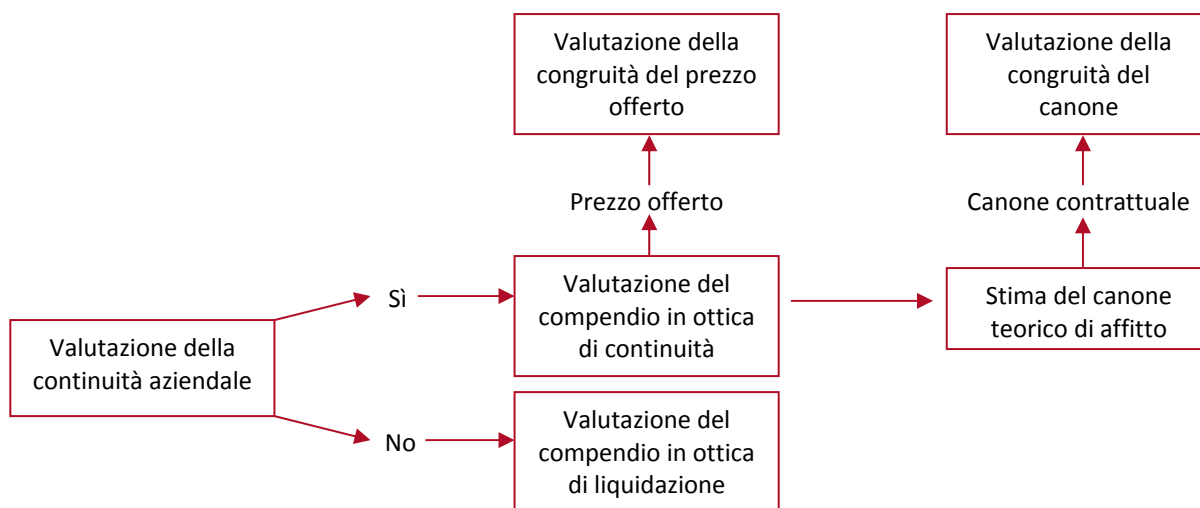 Valutazione della
congruità del prezzo
offerto
Valutazione della
congruità del
canone
Prezzo offerto
Canone contrattuale
Sì
Valutazione del
compendio in ottica
di continuità
Stima del canone
teorico di affitto
Valutazione della
continuità aziendale
No
Valutazione del
compendio in ottica
di liquidazione